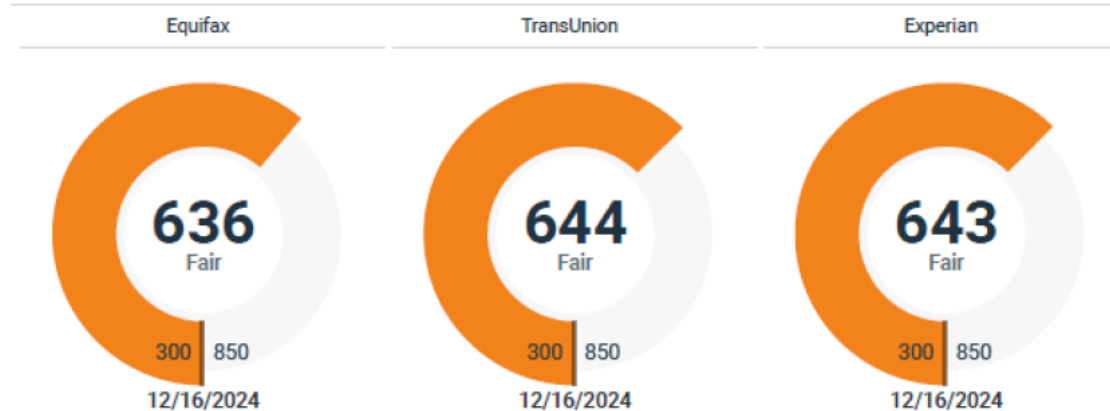 Equifax TransUnion Experian
636 644 643
Fair Fair Fair
300 850 300 850 300 850
12/16/2024 12/16/2024 12/16/2024